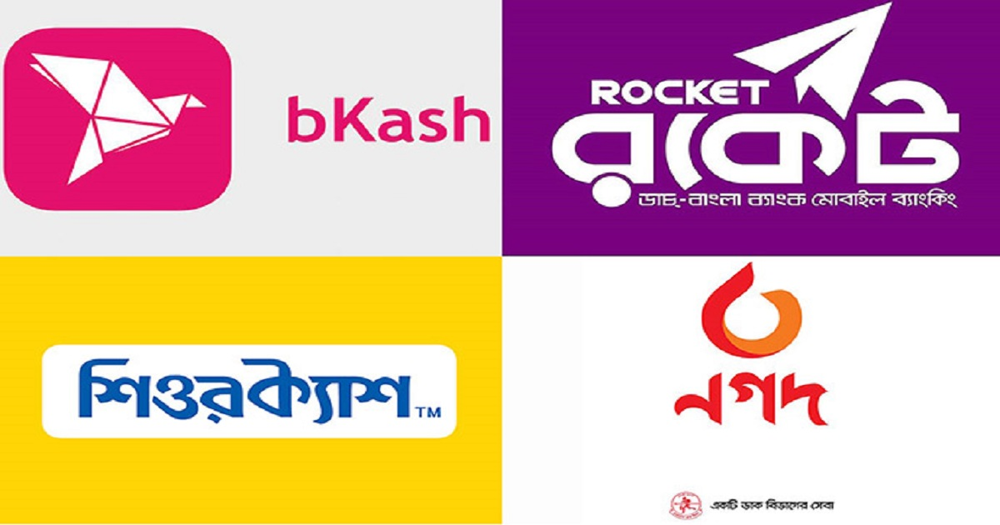 bKash
ROCKET
রকেট
ডাচ্-বাংলা ব্যাংক মোবাইল ব্যাংকিং
শিওরক্যাশ™
নগদ
একটি ডাক বিভাগের সেবা